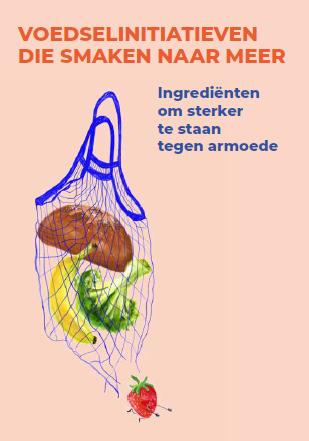 VOEDSELINITIATIEVEN
DIE SMAKEN NAAR MEER
Ingrediënten
om sterker
te staan
tegen armoede